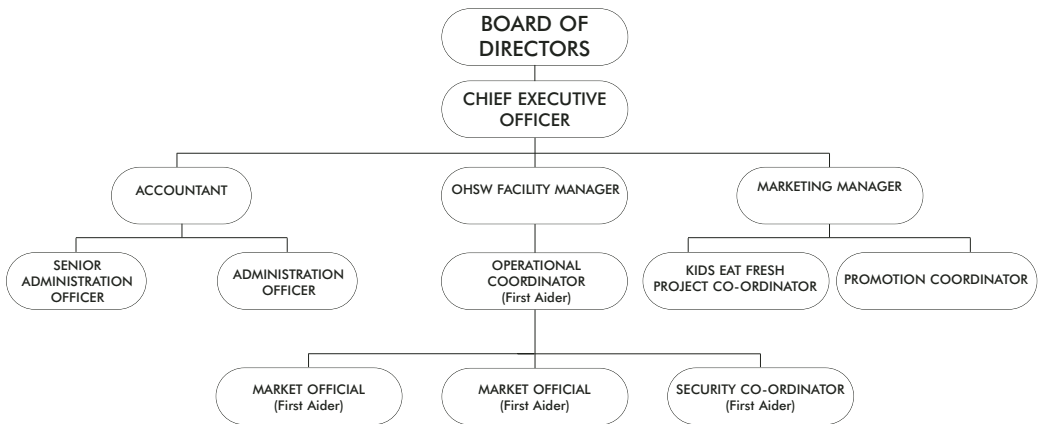 BOARD OF
DIRECTORS
CHIEF EXECUTIVE
OFFICER
ACCOUNTANT
OHSW FACILITY MANAGER
MARKETING MANAGER
SENIOR
ADMINISTRATION
OFFICER
ADMINISTRATION
OFFICER
OPERATIONAL
COORDINATOR
(First Aider)
KIDS EAT FRESH
PROJECT CO-ORDINATOR
PROMOTION COORDINATOR
MARKET OFFICIAL
(First Aider)
MARKET OFFICIAL
(First Aider)
SECURITY CO-ORDINATOR
(First Aider)